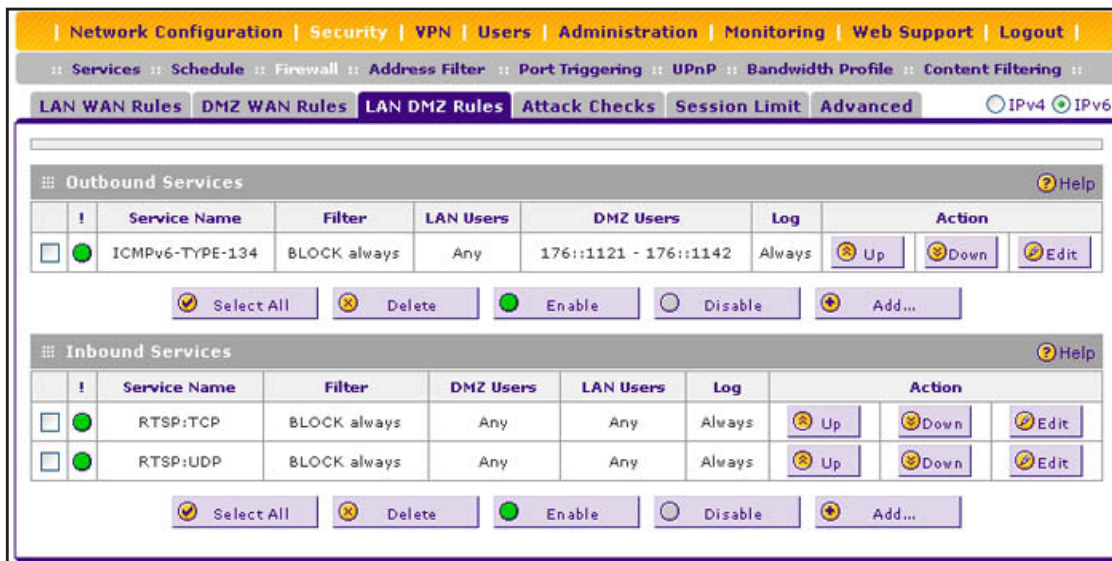 | Network Configuration | Security | VPN | Users | Administration | Monitoring | Web Support | Logout |
:: Services :: Schedule :: Firewall :: Address Filter :: Port Triggering :: UPnP :: Bandwidth Profile :: Content Filtering ::
LAN WAN Rules DMZ WAN Rules LAN DMZ Rules Attack Checks Session Limit Advanced IPv4 IPv6
Outbound Services ? Help
! Service Name Filter LAN Users DMZ Users Log Action
ICMPv6-TYPE-134 BLOCK always Any 176::1121 - 176::1142 Always Up Down Edit
Select All Delete Enable Disable Add...
Inbound Services ? Help
! Service Name Filter DMZ Users LAN Users Log Action
RTSP:TCP BLOCK always Any Any Always Up Down Edit
RTSP:UDP BLOCK always Any Any Always Up Down Edit
Select All Delete Enable Disable Add...